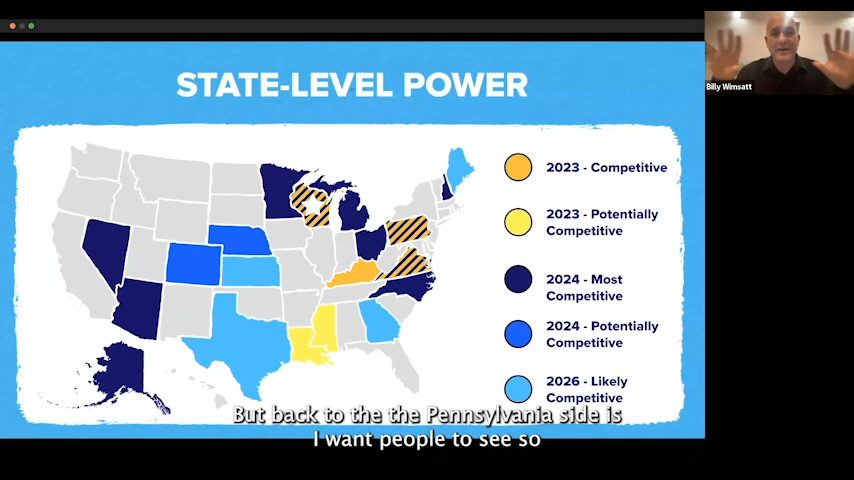 STATE-LEVEL POWER
Billy Wimsatt
2023 - Competitive
2023 - Potentially
Competitive
2024 - Most
Competitive
2024 - Potentially
Competitive
2026 - Likely
Competitive
But back to the the Pennsylvania side is
I want people to see so